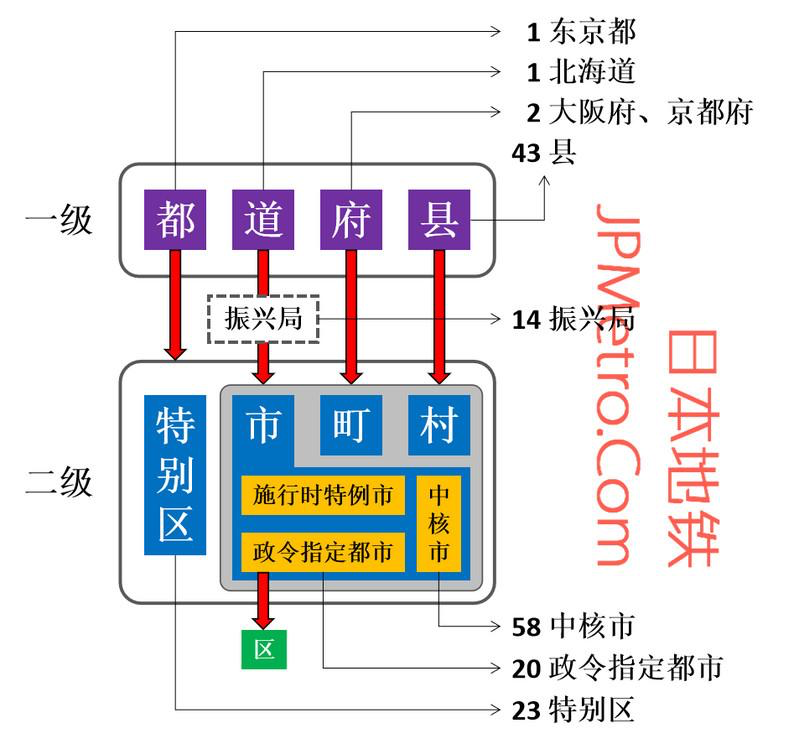 1 东京都
1 北海道
2 大阪府、京都府
43 县
一级
都
道
府
县
振兴局
14 振兴局
二级
特别区
市
町
村
施行时特例市
中核市
政令指定都市
区
58 中核市
20 政令指定都市
23 特别区
JPMetro.Com
日本地铁